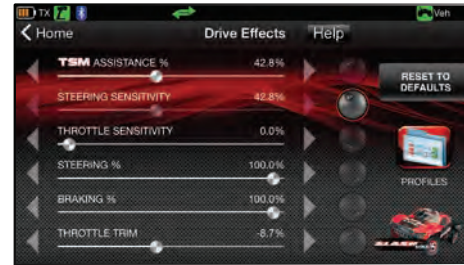 TX Veh
Home Drive Effects Help
TSM ASSISTANCE % 42.8%
STEERING SENSITIVITY 42.8%
THROTTLE SENSITIVITY 0.0%
STEERING % 100.0%
BRAKING % 100.0%
THROTTLE TRIM -8.7%
RESET TO
DEFAULTS
PROFILES
SLASH